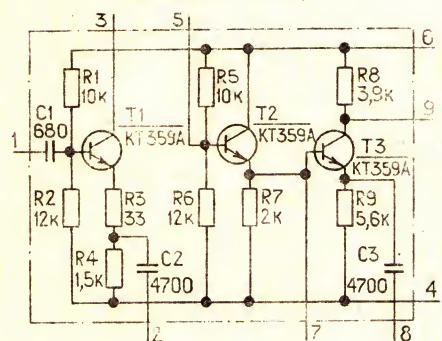 3 5 6
R1 10к
R5 10к
R8 3,9к
C1 680
T1 КТ359А
T2 КТ359А
T3 КТ359А
9
1
R2 12к
R3 33
R6 12к
R7 2к
R9 5,6к
R4 1,5к
C2 4700
C3 4700
4
2 7 8